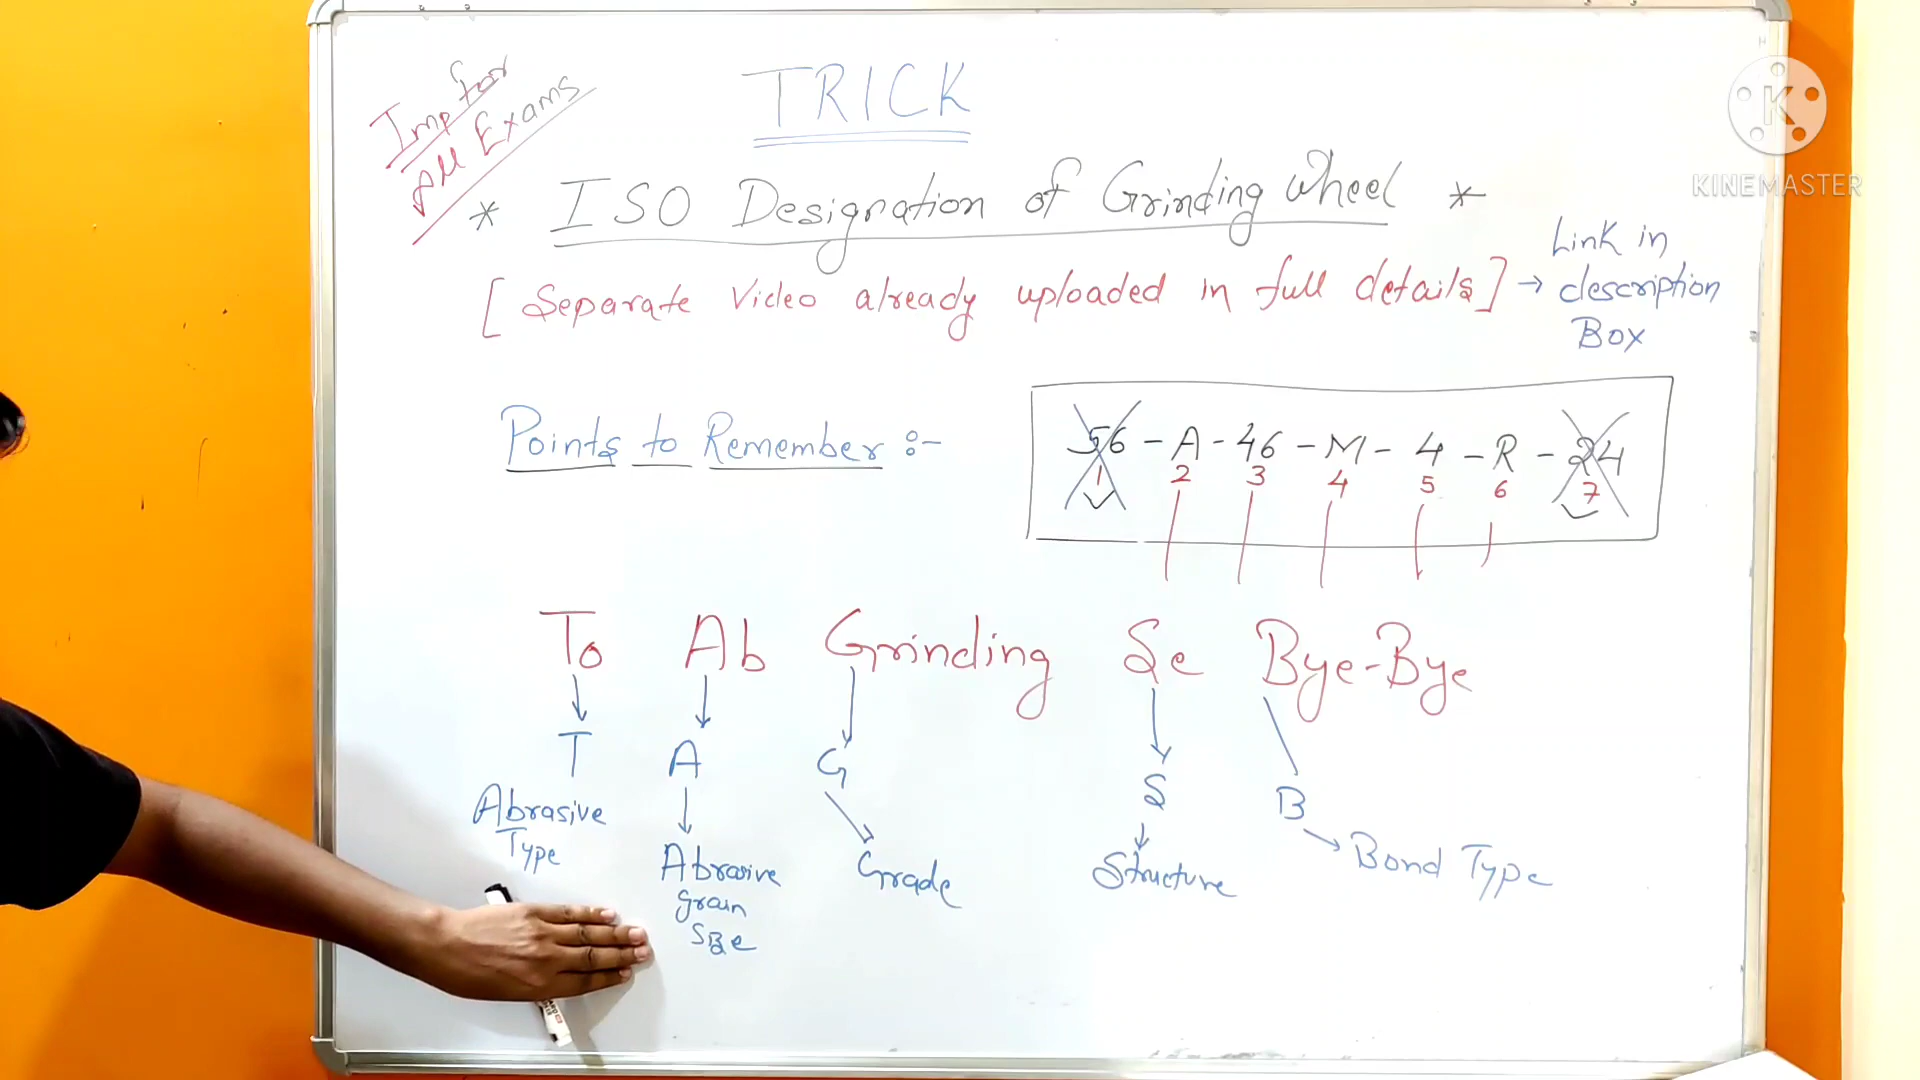 Imp for
All Exams
TRICK
* ISO Designation of Grinding Wheel *
[ Separate Video already uploaded in full details ] → Link in
description
Box
Points to Remember :-
56 - A - 46 - M - 4 - R - 24
1 2 3 4 5 6 7
To Ab Grinding Se Bye-Bye
T A G S B
Abrasive
Type
Abrasive
grain
Size
Grade
Structure
Bond Type
K
KINEMASTER